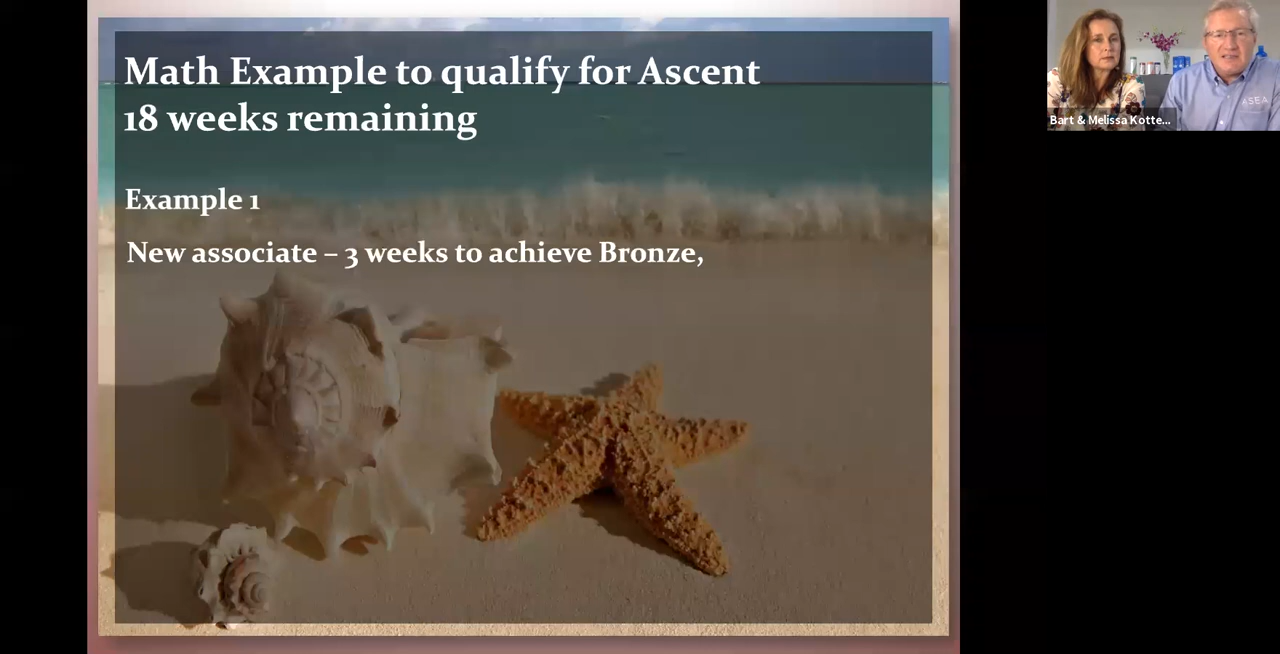 Math Example to qualify for Ascent
18 weeks remaining
Example 1
New associate – 3 weeks to achieve Bronze,
Bart & Melissa Kotte...
ASEA